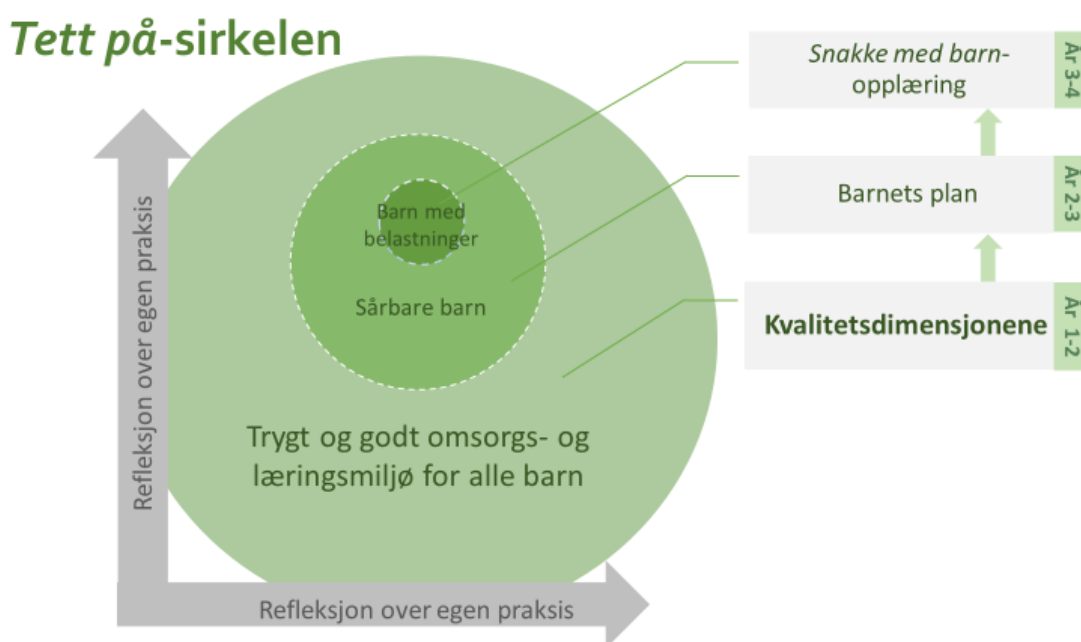 Tett på-sirkelen
Refleksjon over egen praksis
Barn med
belastninger
Sårbare barn
Trygt og godt omsorgs- og
læringsmiljø for alle barn
Refleksjon over egen praksis
Snakke med barn-
opplæring
År 3-4
Barnets plan
År 2-3
Kvalitetsdimensjonene
År 1-2